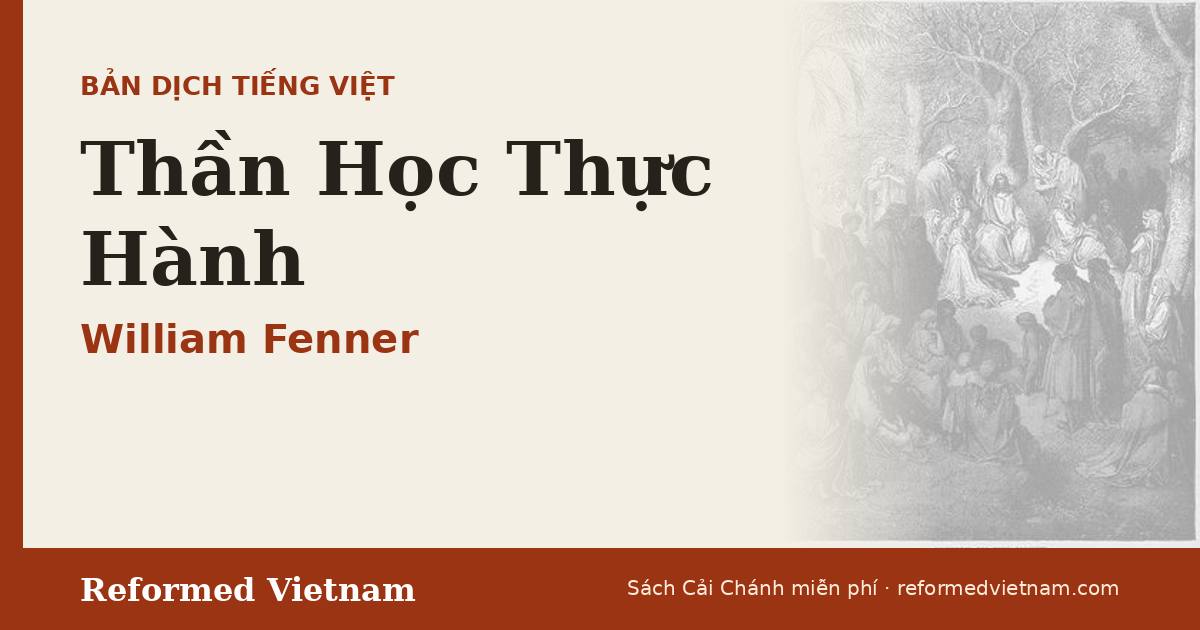 BẢN DỊCH TIẾNG VIỆT
Thần Học Thực
Hành
William Fenner
Reformed Vietnam
Sách Cải Chánh miễn phí · reformedvietnam.com